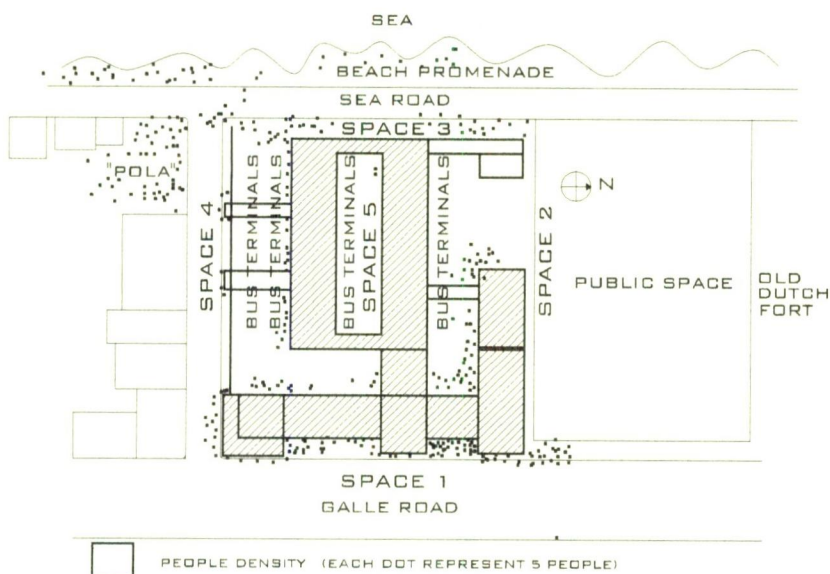 SEA
BEACH PROMENADE
SEA ROAD
SPACE 3
"POLA"
SPACE 4
BUS TERMINALS
BUS TERMINALS
BUS TERMINALS
SPACE 5
BUS TERMINALS
SPACE 2
N
PUBLIC SPACE
OLD
DUTCH
FORT
SPACE 1
GALLE ROAD
PEOPLE DENSITY (EACH DOT REPRESENT 5 PEOPLE)